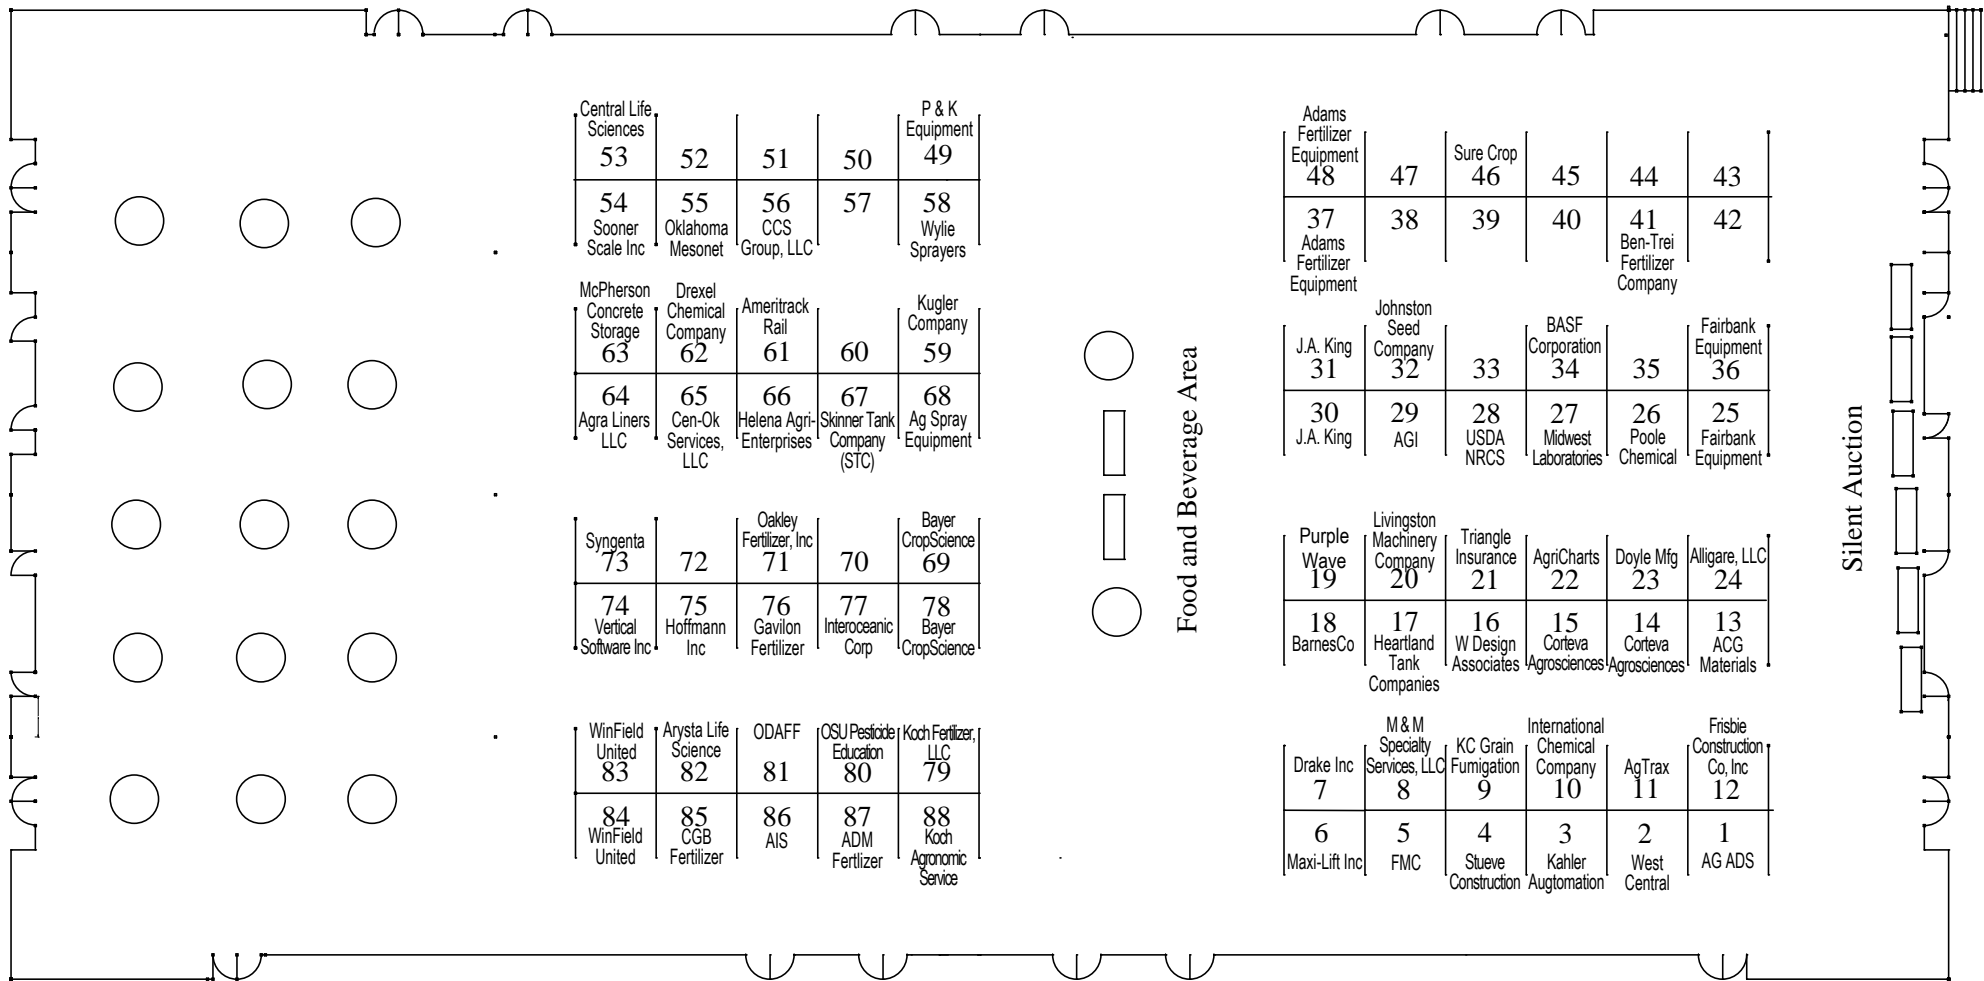 Central Life
Sciences
53
52
51
50
P & K
Equipment
49
54
Sooner
Scale Inc
55
Oklahoma
Mesonet
56
CCS
Group, LLC
57
58
Wylie
Sprayers
McPherson
Concrete
Storage
63
Drexel
Chemical
Company
62
Ameritrack
Rail
61
60
Kugler
Company
59
64
Agra Liners
LLC
65
Cen-Ok
Services,
LLC
66
Helena Agri-
Enterprises
67
Skinner Tank
Company
(STC)
68
Ag Spray
Equipment
Syngenta
73
72
Oakley
Fertilizer, Inc
71
70
Bayer
CropScience
69
74
Vertical
Software Inc
75
Hoffmann
Inc
76
Gavilon
Fertilizer
77
Interoceanic
Corp
78
Bayer
CropScience
WinField
United
83
Arysta Life
Science
82
ODAFF
81
OSU Pesticide
Education
80
Koch Fertilizer,
LLC
79
84
WinField
United
85
CGB
Fertilizer
86
AIS
87
ADM
Fertlizer
88
Koch
Agronomic
Service
Food and Beverage Area
Adams
Fertilizer
Equipment
48
47
Sure Crop
46
45
44
43
37
Adams
Fertilizer
Equipment
38
39
40
41
Ben-Trei
Fertilizer
Company
42
J.A. King
31
Johnston
Seed
Company
32
33
BASF
Corporation
34
35
Fairbank
Equipment
36
30
J.A. King
29
AGI
28
USDA
NRCS
27
Midwest
Laboratories
26
Poole
Chemical
25
Fairbank
Equipment
Purple
Wave
19
Livingston
Machinery
Company
20
Triangle
Insurance
21
AgriCharts
22
Doyle Mfg
23
Alligare, LLC
24
18
BarnesCo
17
Heartland
Tank
Companies
16
W Design
Associates
15
Corteva
Agrosciences
14
Corteva
Agrosciences
13
ACG
Materials
Drake Inc
7
M & M
Specialty
Services, LLC
8
KC Grain
Fumigation
9
International
Chemical
Company
10
AgTrax
11
Frisbie
Construction
Co, Inc
12
6
Maxi-Lift Inc
5
FMC
4
Stueve
Construction
3
Kahler
Augtomation
2
West
Central
1
AG ADS
Silent Auction